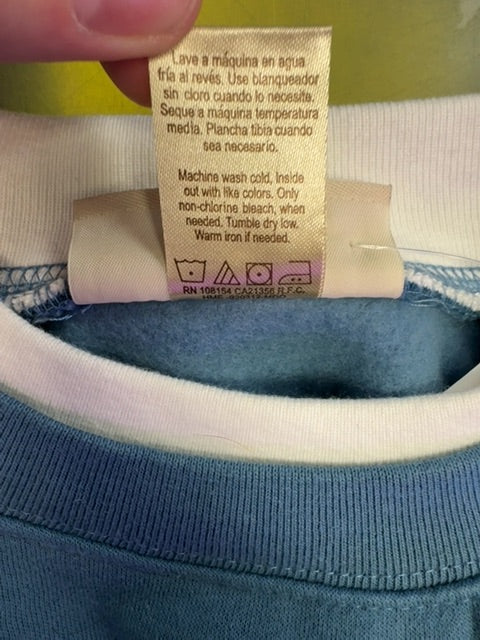 Lave a máquina en agua
fría al revés. Use blanqueador
sin cloro cuando lo necesite.
Seque a máquina temperatura
media. Plancha tibia cuando
sea necesario.
Machine wash cold, Inside
out with like colors. Only
non-chlorine bleach, when
needed. Tumble dry low.
Warm iron if needed.
RN 108154 CA21356 R.F.C.